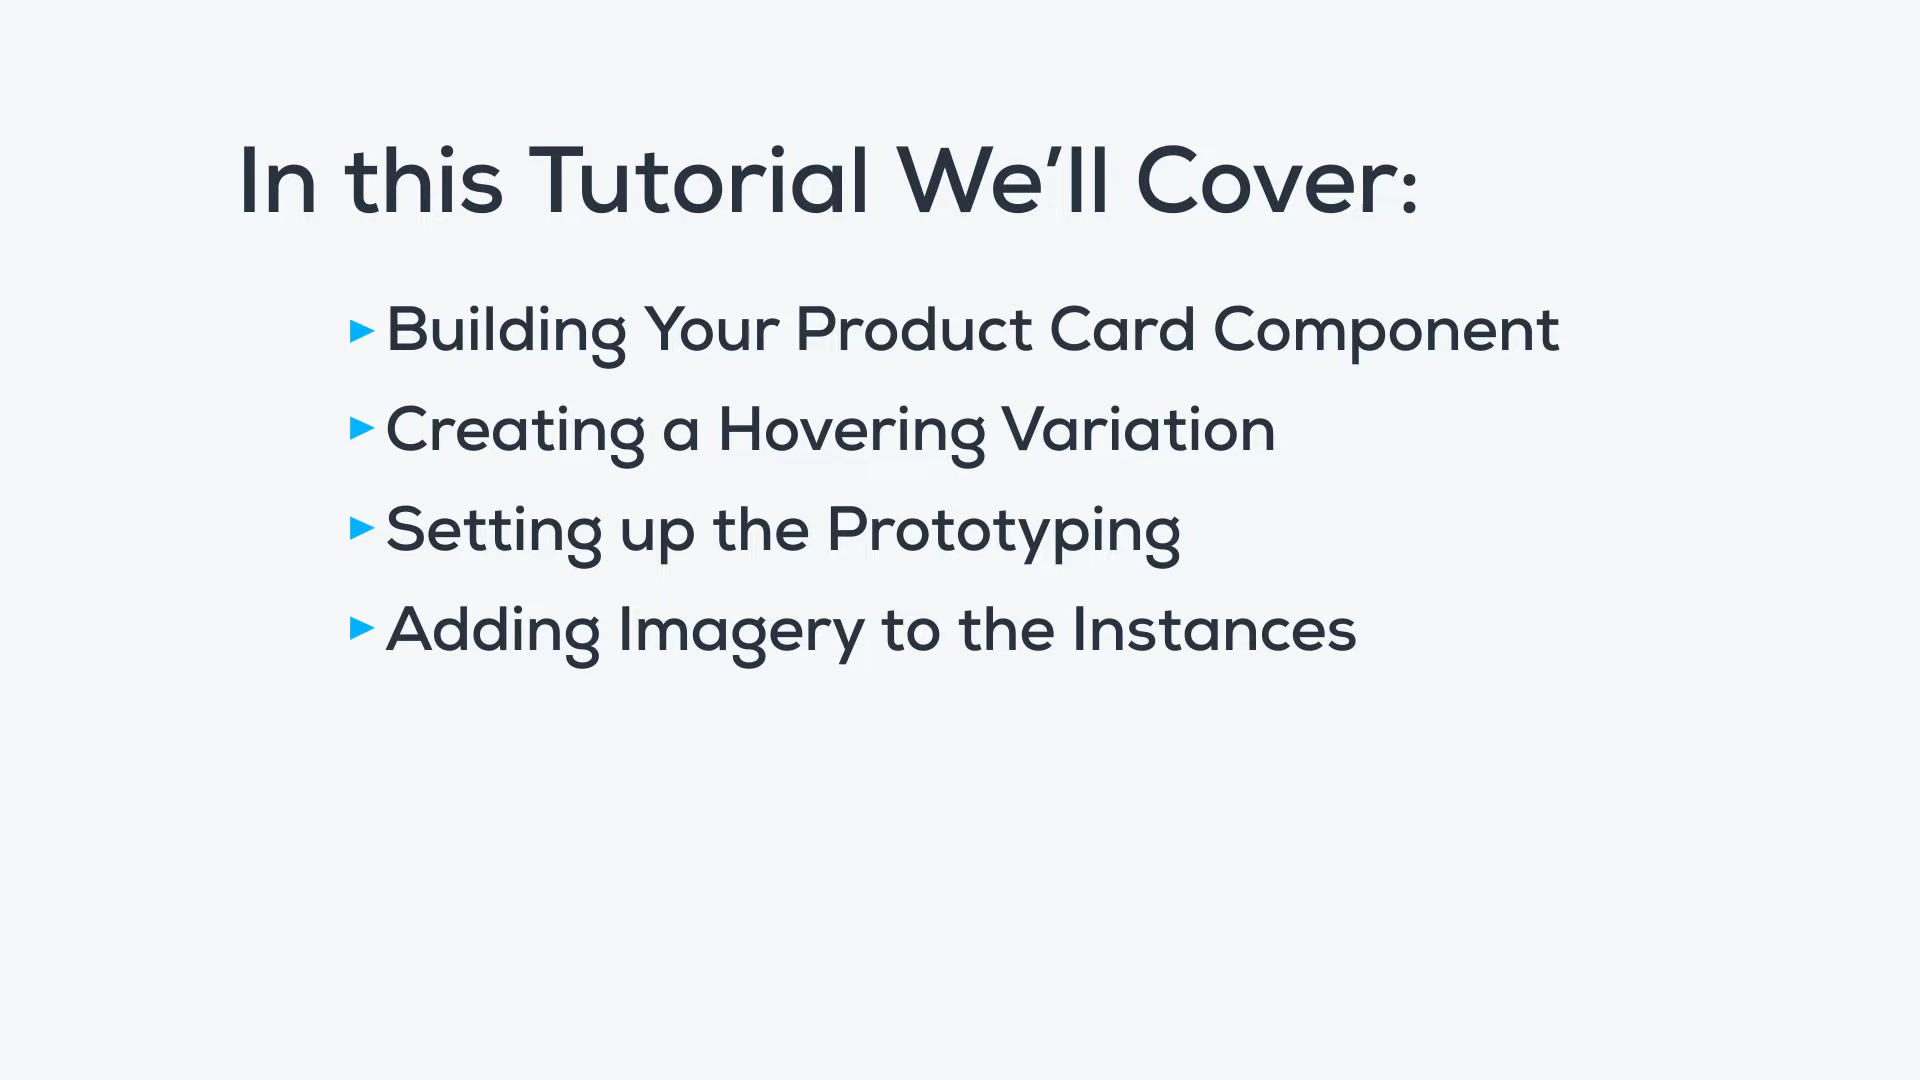 In this Tutorial We’ll Cover:
▸ Building Your Product Card Component
▸ Creating a Hovering Variation
▸ Setting up the Prototyping
▸ Adding Imagery to the Instances